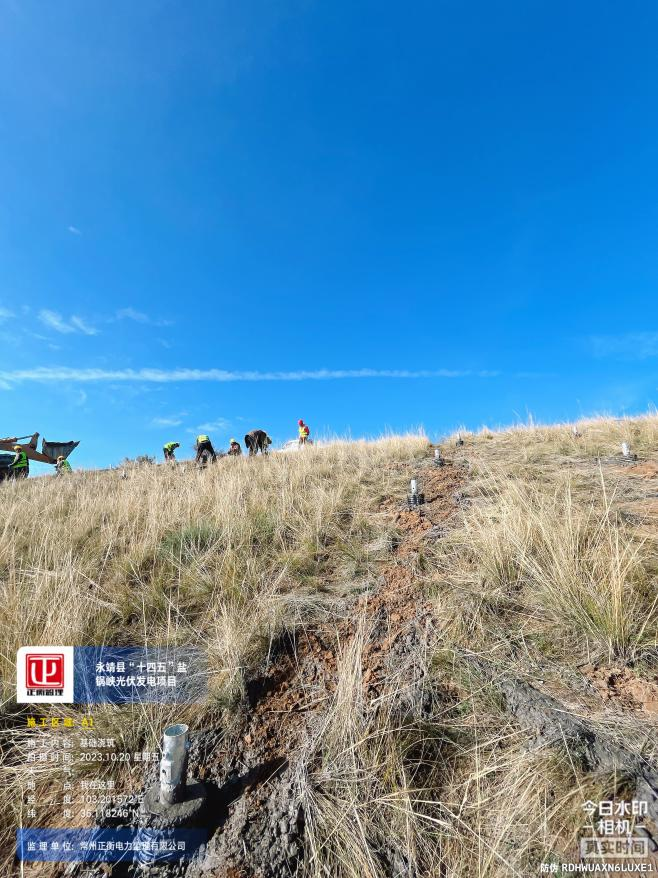 正衡监理
永靖县“十四五”盐
锅峡光伏发电项目
施工区域: A1
施工内容: 基础浇筑
拍摄时间: 2023.10.20 星期五
天 气:
地 点: 我在这里
经 度: 103.201572°E
纬 度: 36.118246°N
监理单位: 常州正衡电力监理有限公司
今日水印
相机
真实时间
防伪 RDHWUAXN6LUXE1